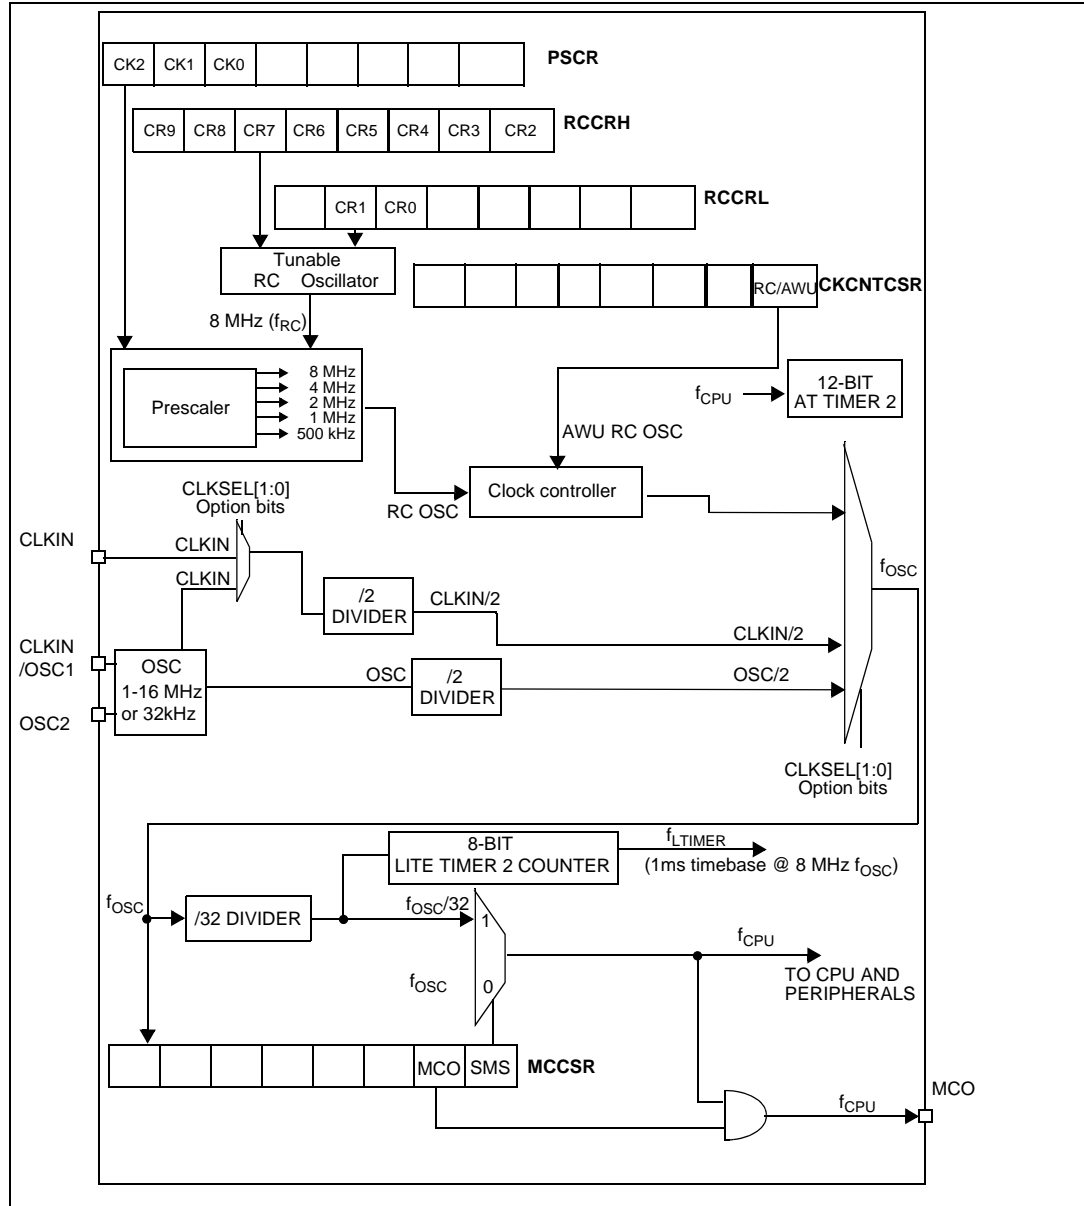 CK2 CK1 CK0 PSCR
CR9 CR8 CR7 CR6 CR5 CR4 CR3 CR2 RCCRH
CR1 CR0 RCCRL
Tunable
RC Oscillator
RC/AWU CKCNTCSR
8 MHz (fRC)
Prescaler
8 MHz
4 MHz
2 MHz
1 MHz
500 kHz
fCPU
12-BIT
AT TIMER 2
AWU RC OSC
RC OSC
Clock controller
CLKSEL[1:0]
Option bits
CLKIN
CLKIN
CLKIN
/2
DIVIDER
CLKIN/2
CLKIN/2
fOSC
CLKIN
/OSC1
OSC2
OSC
1-16 MHz
or 32kHz
OSC
/2
DIVIDER
OSC/2
CLKSEL[1:0]
Option bits
8-BIT
LITE TIMER 2 COUNTER
fLTIMER
(1ms timebase @ 8 MHz fOSC)
fOSC
/32 DIVIDER
fOSC/32
1
fOSC
0
fCPU
TO CPU AND
PERIPHERALS
MCO SMS MCCSR
fCPU
MCO